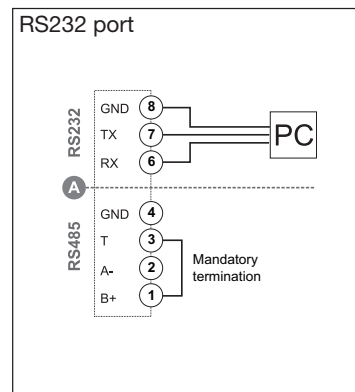 RS232 port
RS232
GND 8
TX 7
RX 6
PC
A
RS485
GND 4
T 3
A- 2
B+ 1
Mandatory
termination